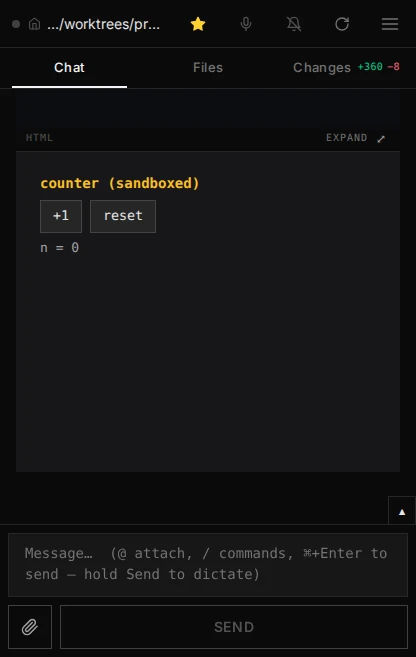 .../worktrees/pr...
Chat
Files
Changes +360 −8
HTML
EXPAND
counter (sandboxed)
+1
reset
n = 0
Message… (@ attach, / commands, ⌘+Enter to
send — hold Send to dictate)
SEND